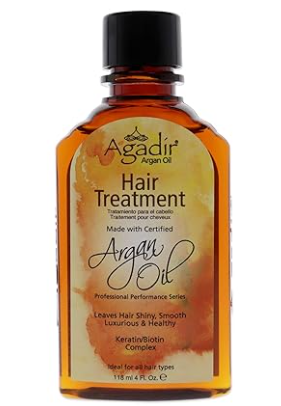 Agadir®
Argan Oil
Hair
Treatment
Tratamiento para el cabello
Traitement pour cheveux
Made with Certified
Argan
Oil
Professional Performance Series
Leaves Hair Shiny, Smooth
Luxurious & Healthy
Keratin/Biotin
Complex
Ideal for all hair types
118 ml 4 Fl. Oz. e